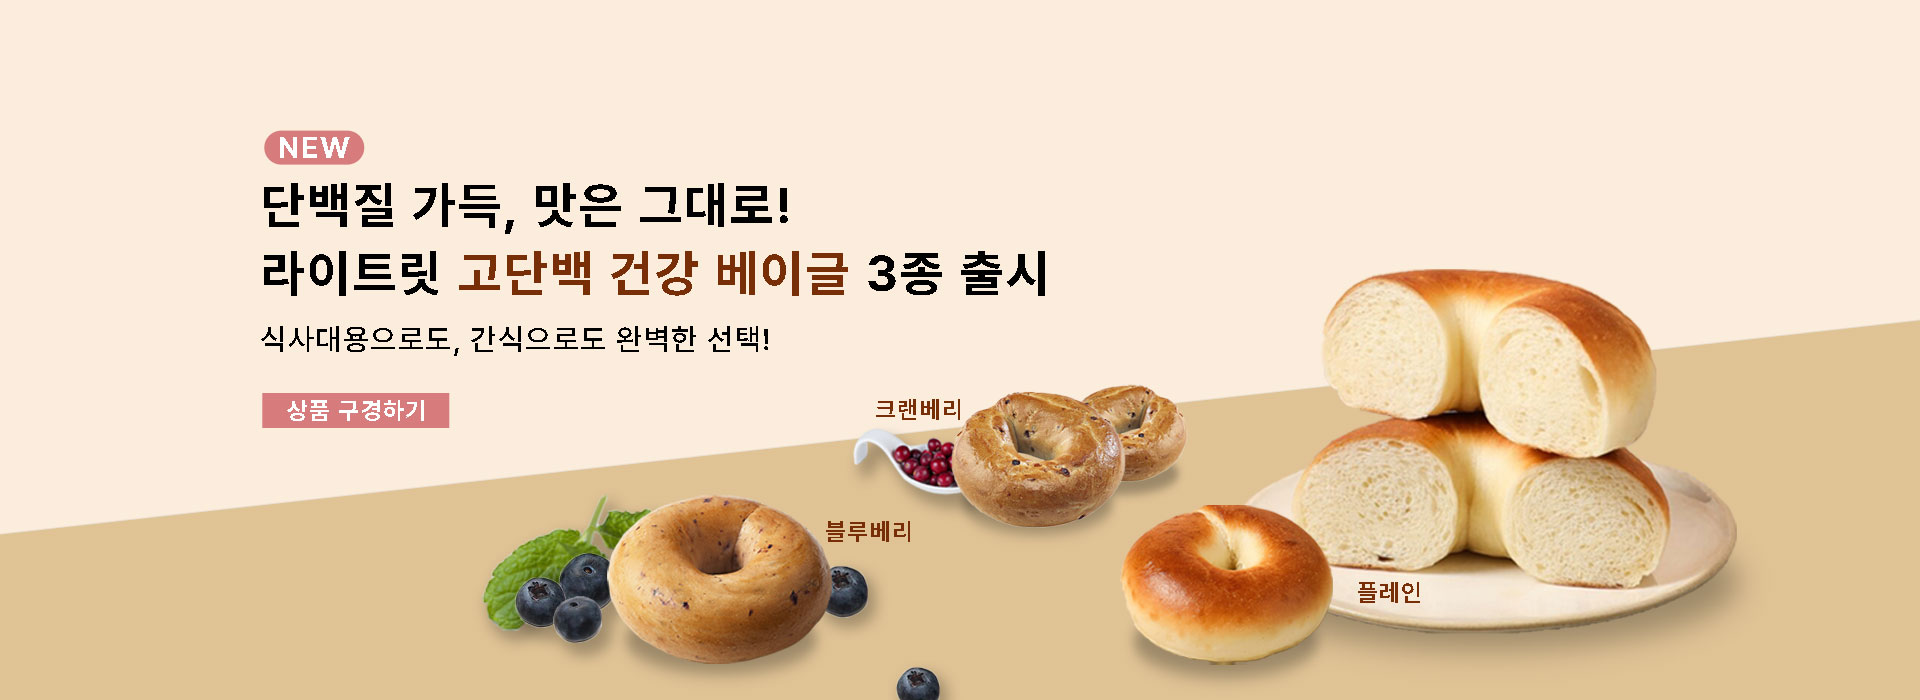 NEW
단백질 가득, 맛은 그대로!
라이트릿 고단백 건강 베이글 3종 출시
식사대용으로도, 간식으로도 완벽한 선택!
상품 구경하기
크랜베리
블루베리
플레인